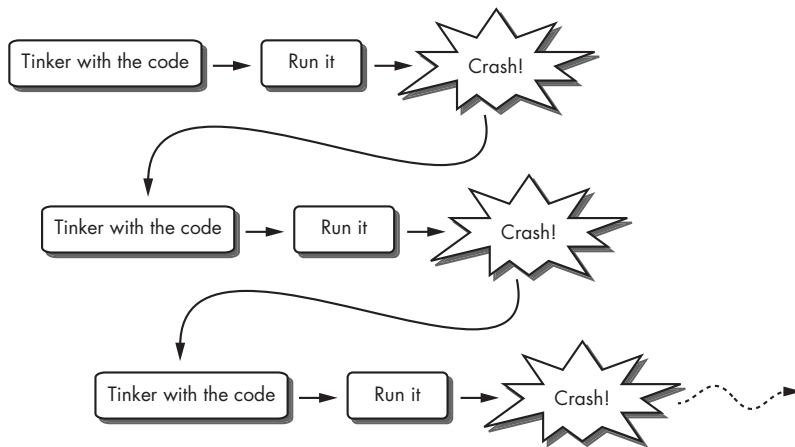 Tinker with the code
Run it
Crash!
Tinker with the code
Run it
Crash!
Tinker with the code
Run it
Crash!